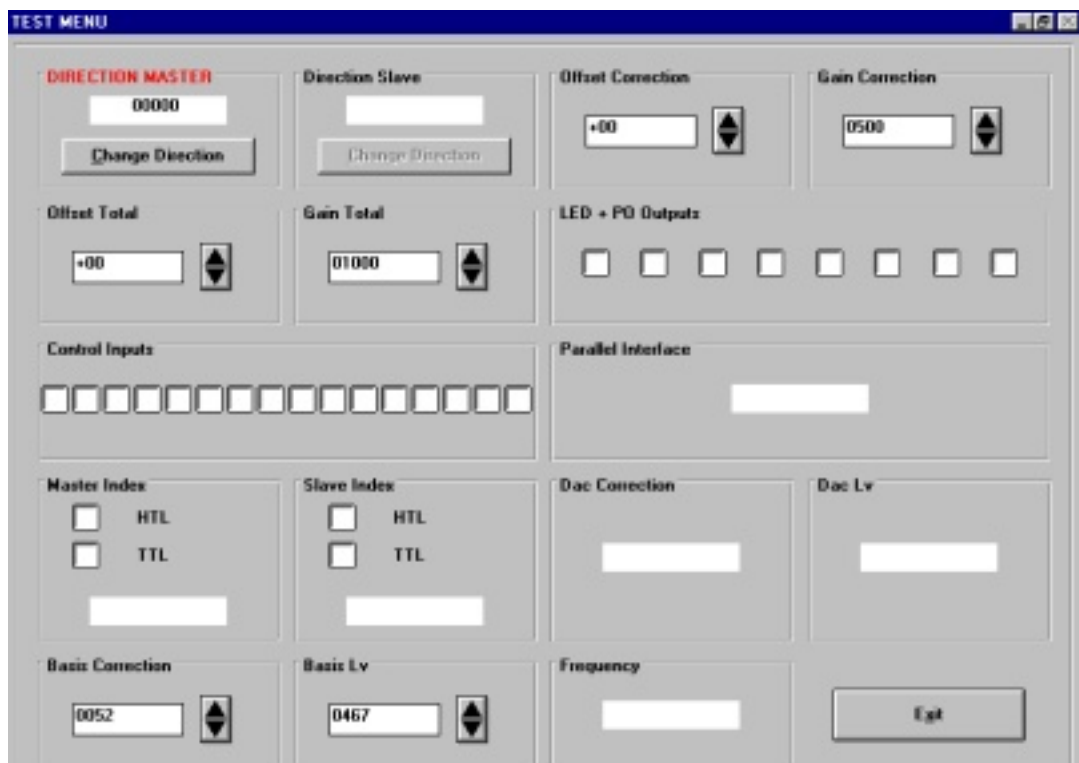 TEST MENU
DIRECTION MASTER
00000
Change Direction
Direction Slave
Change Direction
Offset Correction
+00
Gain Correction
0500
Offset Total
+00
Gain Total
01000
LED + PO Outputs
Control Inputs
Parallel Interface
Master Index
HTL
TTL
Slave Index
HTL
TTL
Dac Correction
Dac Lv
Basis Correction
0052
Basis Lv
0467
Frequency
Exit